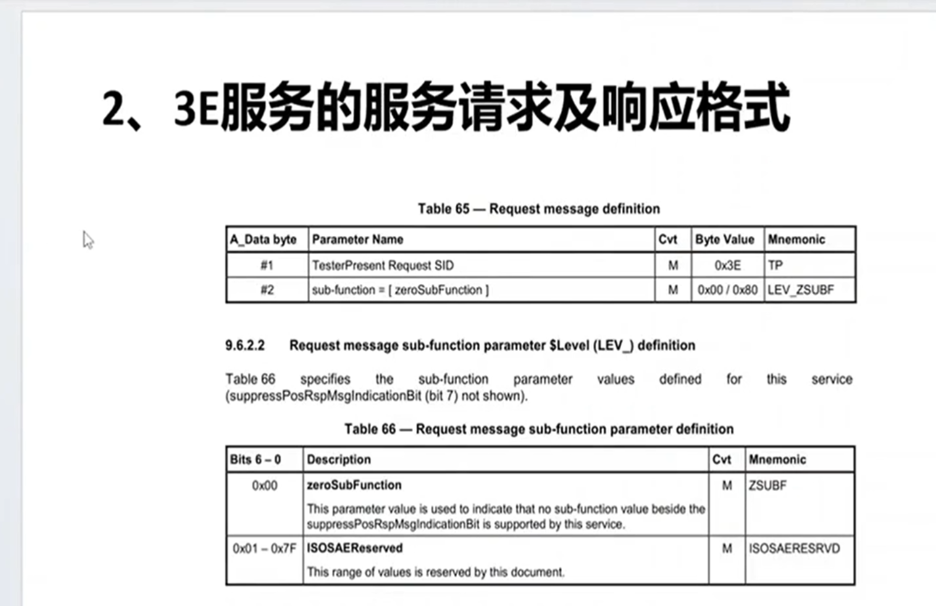 2、3E服务的服务请求及响应格式
Table 65 — Request message definition
A_Data byte Parameter Name Cvt Byte Value Mnemonic
#1 TesterPresent Request SID M 0x3E TP
#2 sub-function = [ zeroSubFunction ] M 0x00 / 0x80 LEV_ZSUBF
9.6.2.2 Request message sub-function parameter $Level (LEV_) definition
Table 66 specifies the sub-function parameter values defined for this service
(suppressPosRspMsgIndicationBit (bit 7) not shown).
Table 66 — Request message sub-function parameter definition
Bits 6 – 0 Description Cvt Mnemonic
0x00 zeroSubFunction M ZSUBF
This parameter value is used to indicate that no sub-function value beside the
suppressPosRspMsgIndicationBit is supported by this service.
0x01 – 0x7F ISOSAEReserved M ISOSAERESRVD
This range of values is reserved by this document.